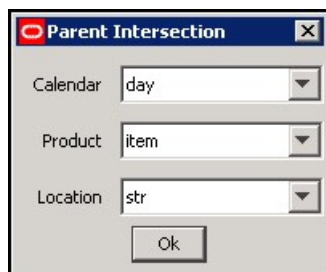 Parent Intersection
Calendar day
Product item
Location str
Ok